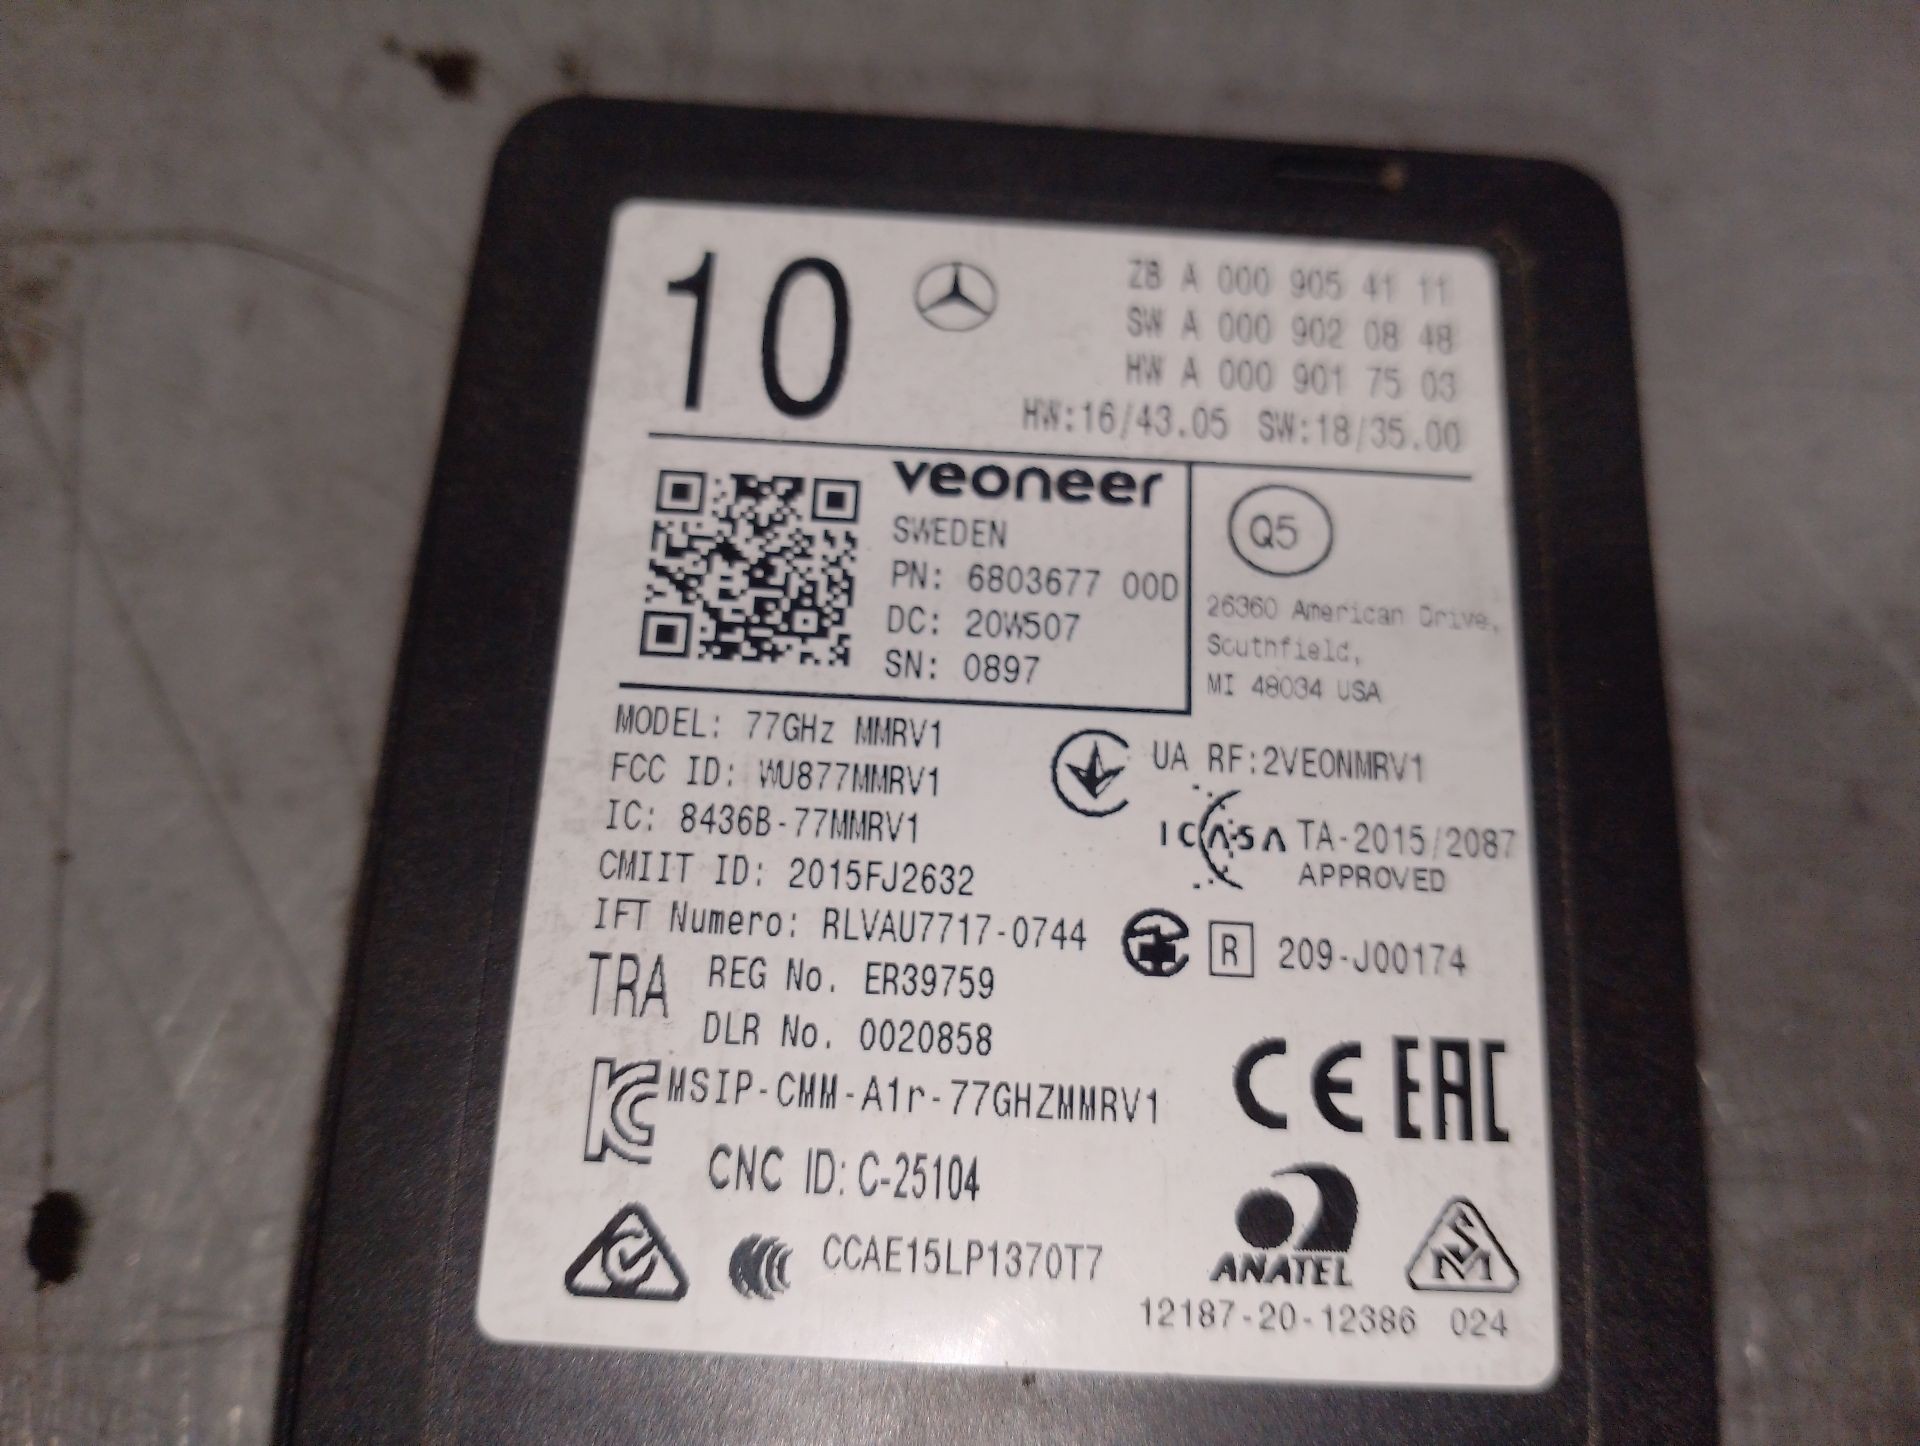 10
ZB A 000 905 41 11
SW A 000 902 08 48
HW A 000 901 75 03
HW:16/43.05 SW:18/35.00
veoneer
SWEDEN
PN: 6803677 00D
DC: 20W507
SN: 0897
Q5
26360 American Drive,
Southfield,
MI 48034 USA
MODEL: 77GHz MMRV1
FCC ID: WU877MMRV1
IC: 8436B-77MMRV1
CMIIT ID: 2015FJ2632
IFT Numero: RLVAU7717-0744
UA RF:2VEONMRV1
ICASA TA-2015/2087
APPROVED
R 209-J00174
TRA REG No. ER39759
DLR No. 0020858
KC MSIP-CMM-A1r-77GHZMMRV1
CE EAC
CNC ID: C-25104
CCAE15LP1370T7
ANATEL
12187-20-12386 024